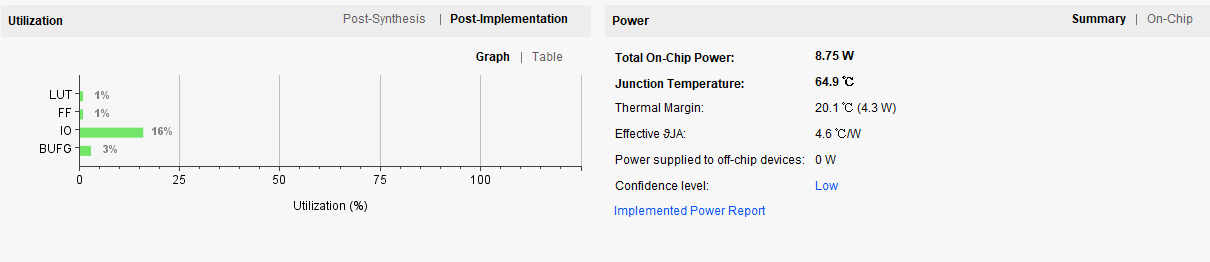 Utilization
Post-Synthesis | Post-Implementation
Graph | Table
LUT 1%
FF 1%
IO 16%
BUFG 3%
0 25 50 75 100
Utilization (%)
Power
Summary | On-Chip
Total On-Chip Power: 8.75 W
Junction Temperature: 64.9 ℃
Thermal Margin: 20.1 ℃ (4.3 W)
Effective ϑJA: 4.6 ℃/W
Power supplied to off-chip devices: 0 W
Confidence level: Low
Implemented Power Report